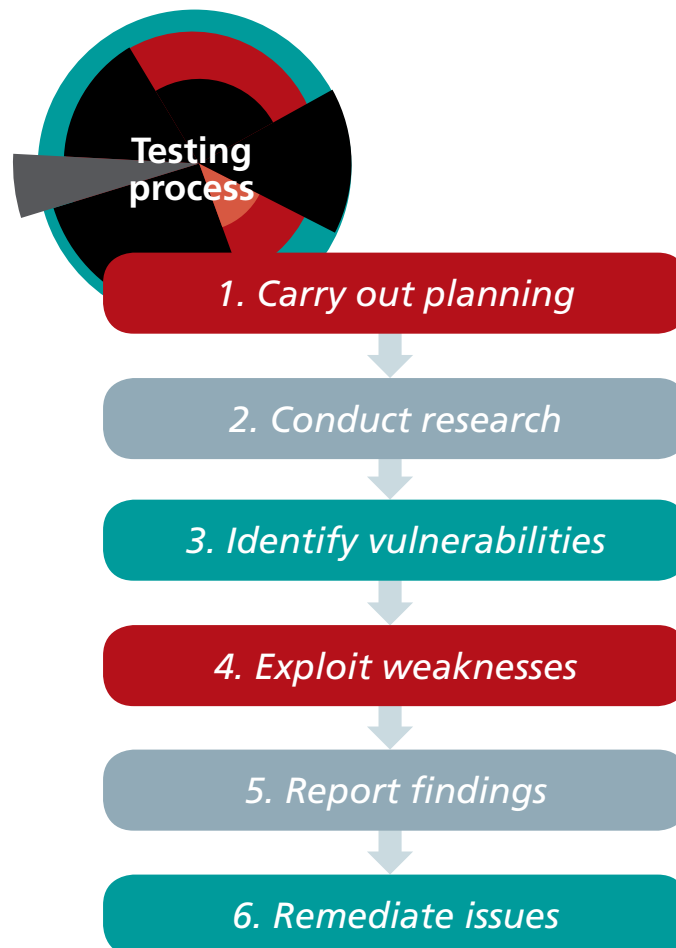 Testing
process
1. Carry out planning
2. Conduct research
3. Identify vulnerabilities
4. Exploit weaknesses
5. Report findings
6. Remediate issues